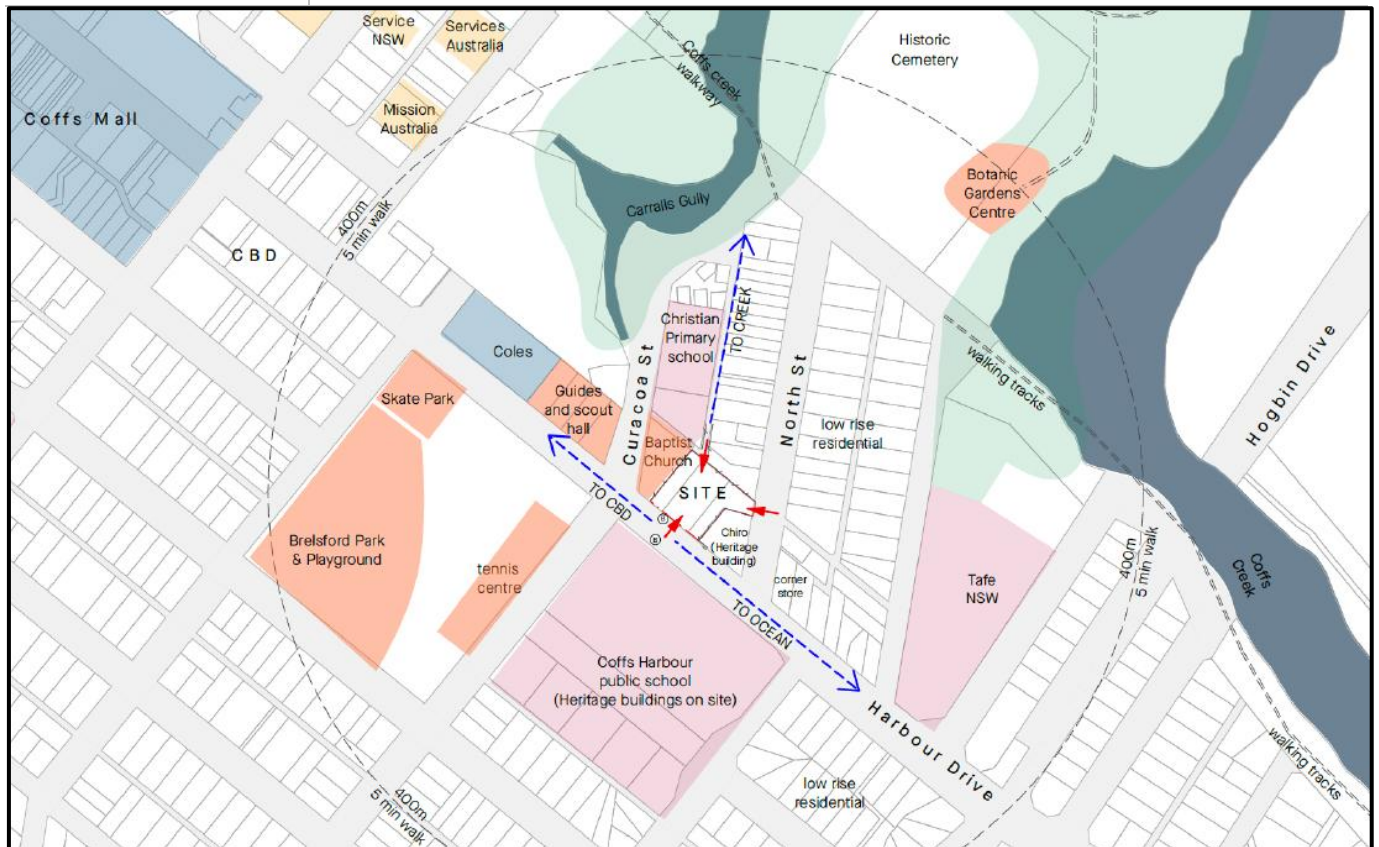 Service
NSW
Services
Australia
Mission
Australia
Coffs Mall
Coffs creek
walkway
Historic
Cemetery
Botanic
Gardens
Centre
Carralls Gully
400m
5 min walk
CBD
Coles
Christian
Primary
school
TO CREEK
Curacoa St
North St
Hogbin Drive
walking tracks
Skate Park
Guides
and scout
hall
Baptist
Church
low rise
residential
SITE
TO CBD
B
B
Brelsford Park
& Playground
tennis
centre
Chiro
(Heritage
building)
corner
store
Tafe
NSW
400m
5 min walk
Coffs
Creek
TO OCEAN
Coffs Harbour
public school
(Heritage buildings on site)
Harbour Drive
low rise
residential
walking tracks
400m
5 min walk